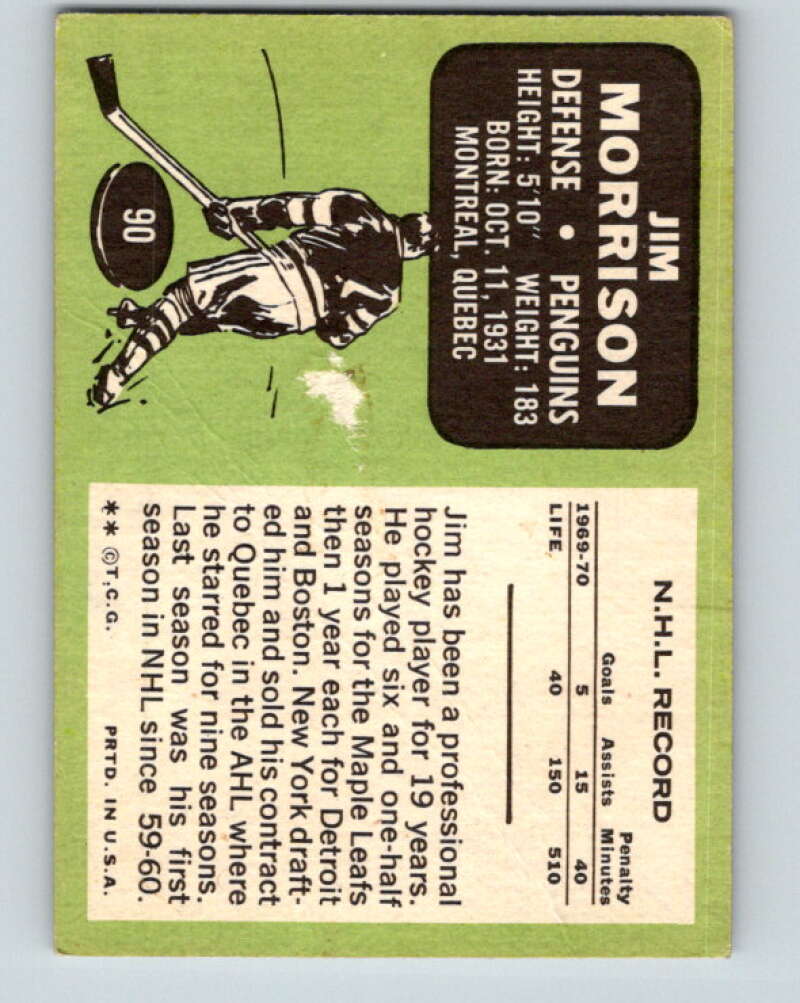 JIM
MORRISON
DEFENSE • PENGUINS
HEIGHT: 5'10" WEIGHT: 183
BORN: OCT. 11, 1931
MONTREAL, QUEBEC
90
N.H.L. RECORD
Goals Assists Penalty Minutes
1969-70 5 15 40
LIFE 40 150 510
Jim has been a professional
hockey player for 19 years.
He played six and one-half
seasons for the Maple Leafs
then 1 year each for Detroit
and Boston. New York draft-
ed him and sold his contract
to Quebec in the AHL where
he starred for nine seasons.
Last season was his first
season in NHL since 59-60.
** ©T.C.G. PRTD. IN U.S.A.